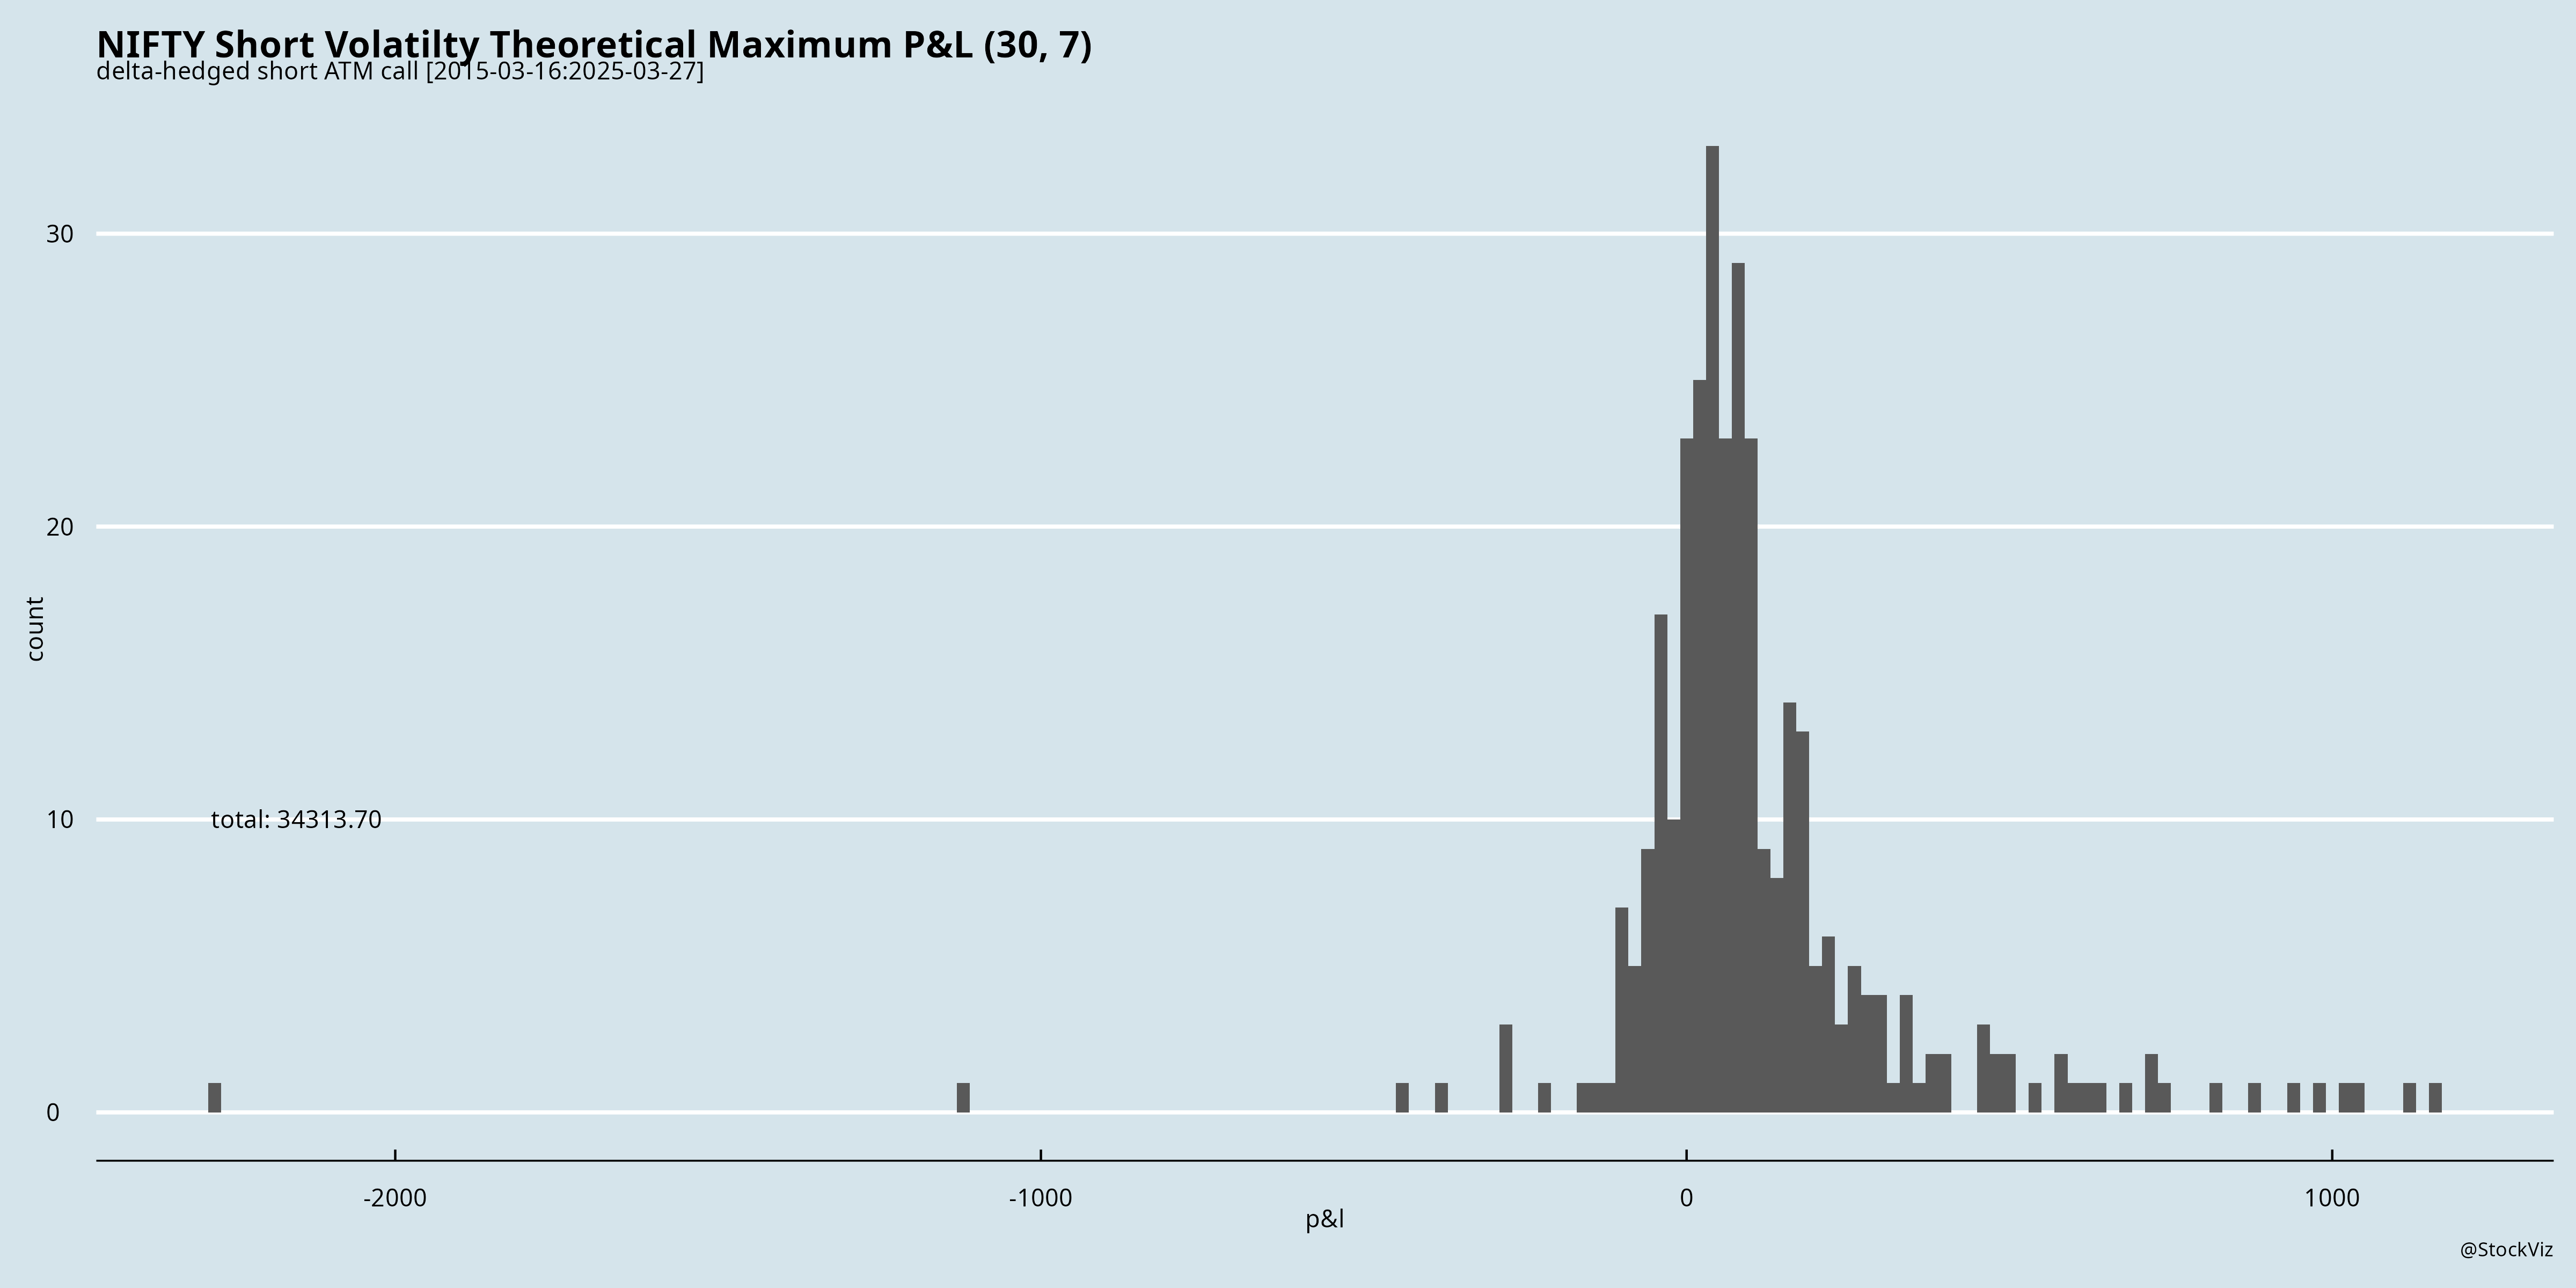 NIFTY Short Volatilty Theoretical Maximum P&L (30, 7)
delta-hedged short ATM call [2015-03-16:2025-03-27]
30
20
count
total: 34313.70
10
0
-2000
-1000
0
1000
p&l
@StockViz